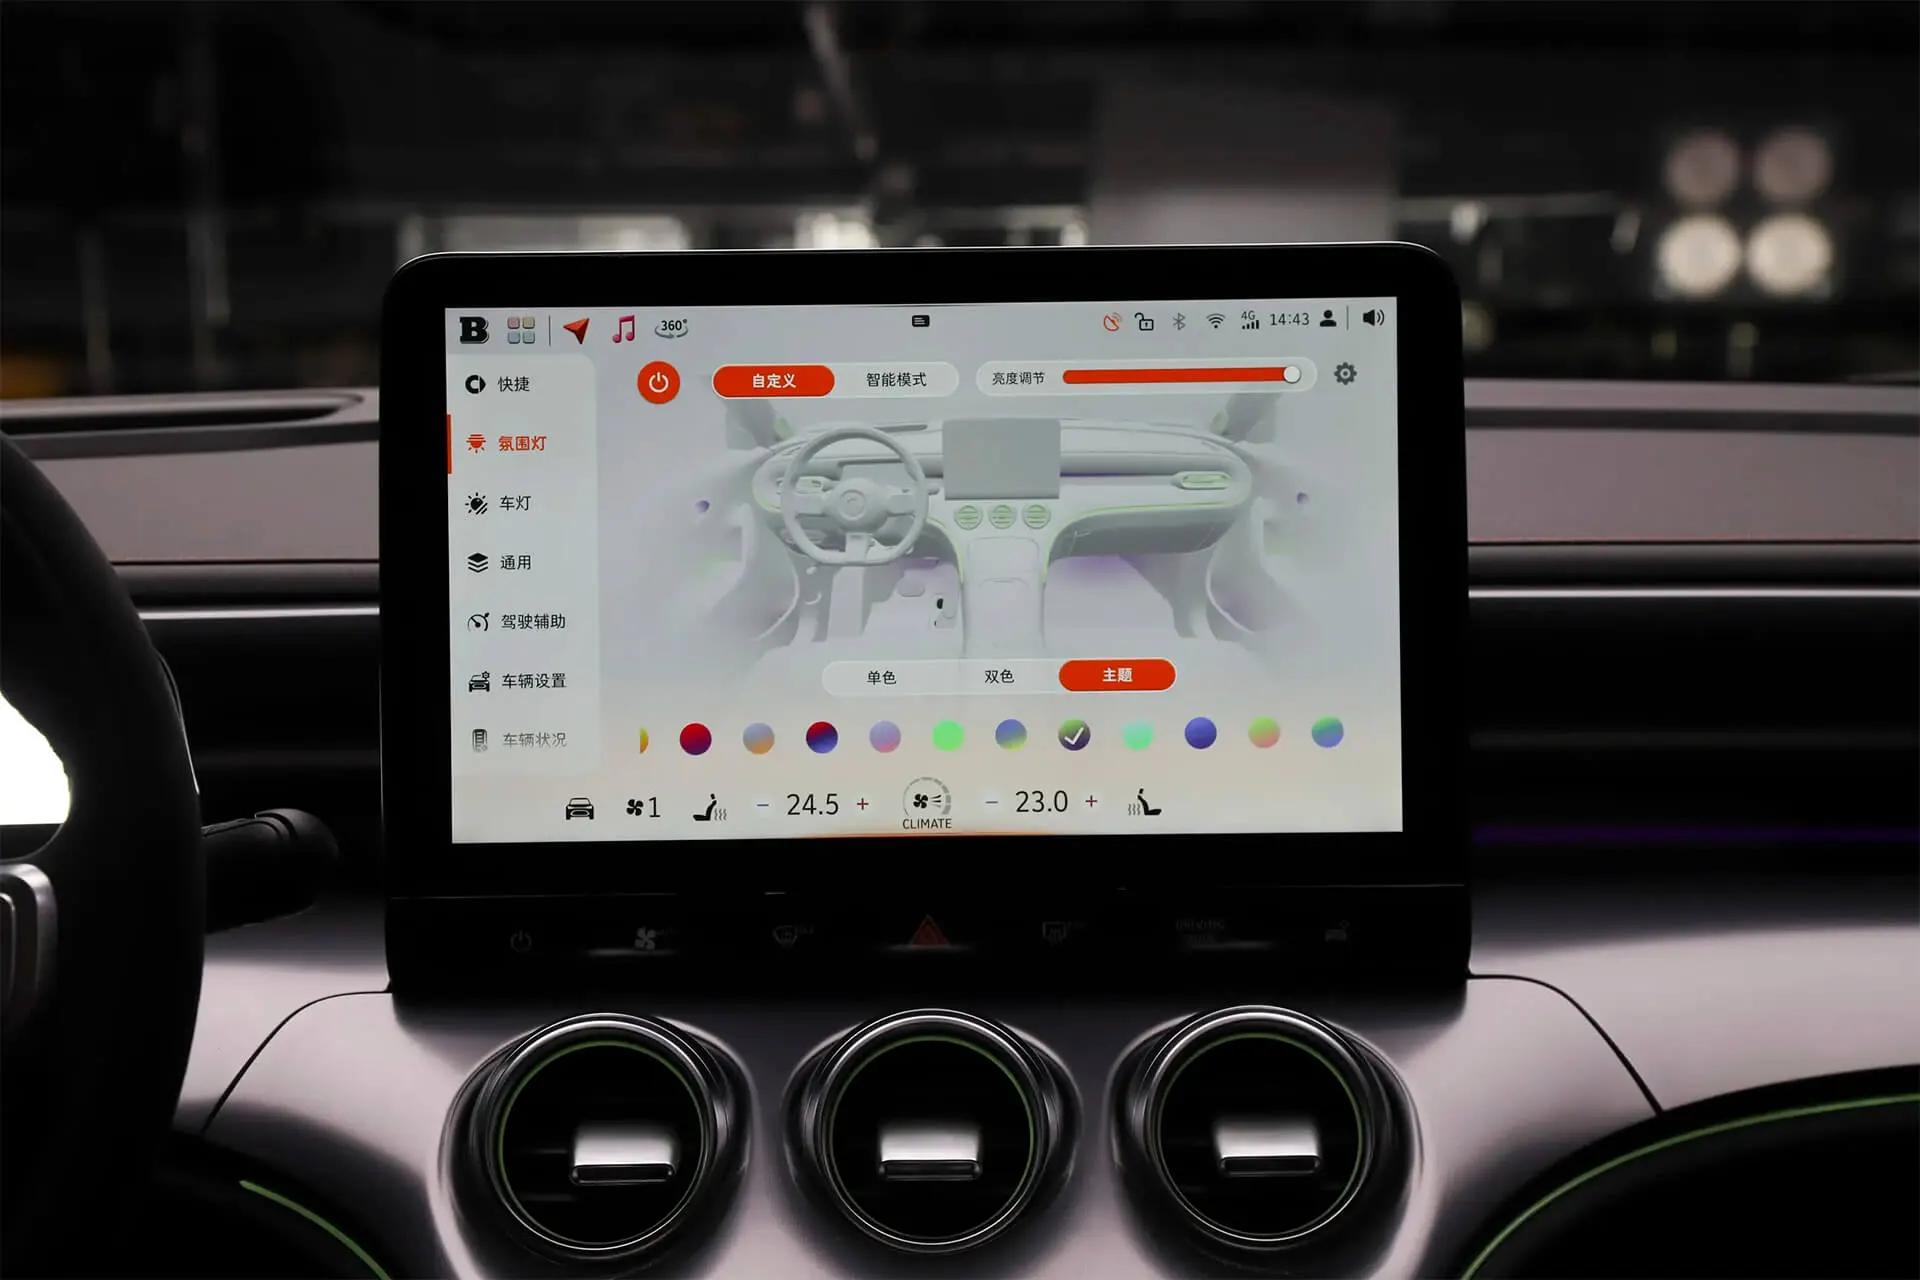 B
360°
4G
14:43
快捷
氛围灯
车灯
通用
驾驶辅助
车辆设置
车辆状况
自定义
智能模式
亮度调节
单色
双色
主题
1
− 24.5 +
CLIMATE
− 23.0 +